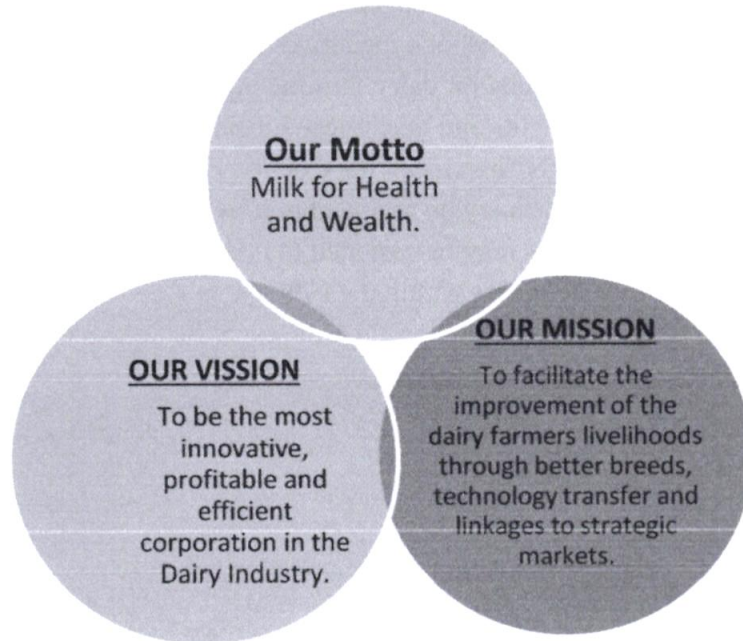 Our Motto
Milk for Health
and Wealth.
OUR VISSION
To be the most
innovative,
profitable and
efficient
corporation in the
Dairy Industry.
OUR MISSION
To facilitate the
improvement of the
dairy farmers livelihoods
through better breeds,
technology transfer and
linkages to strategic
markets.